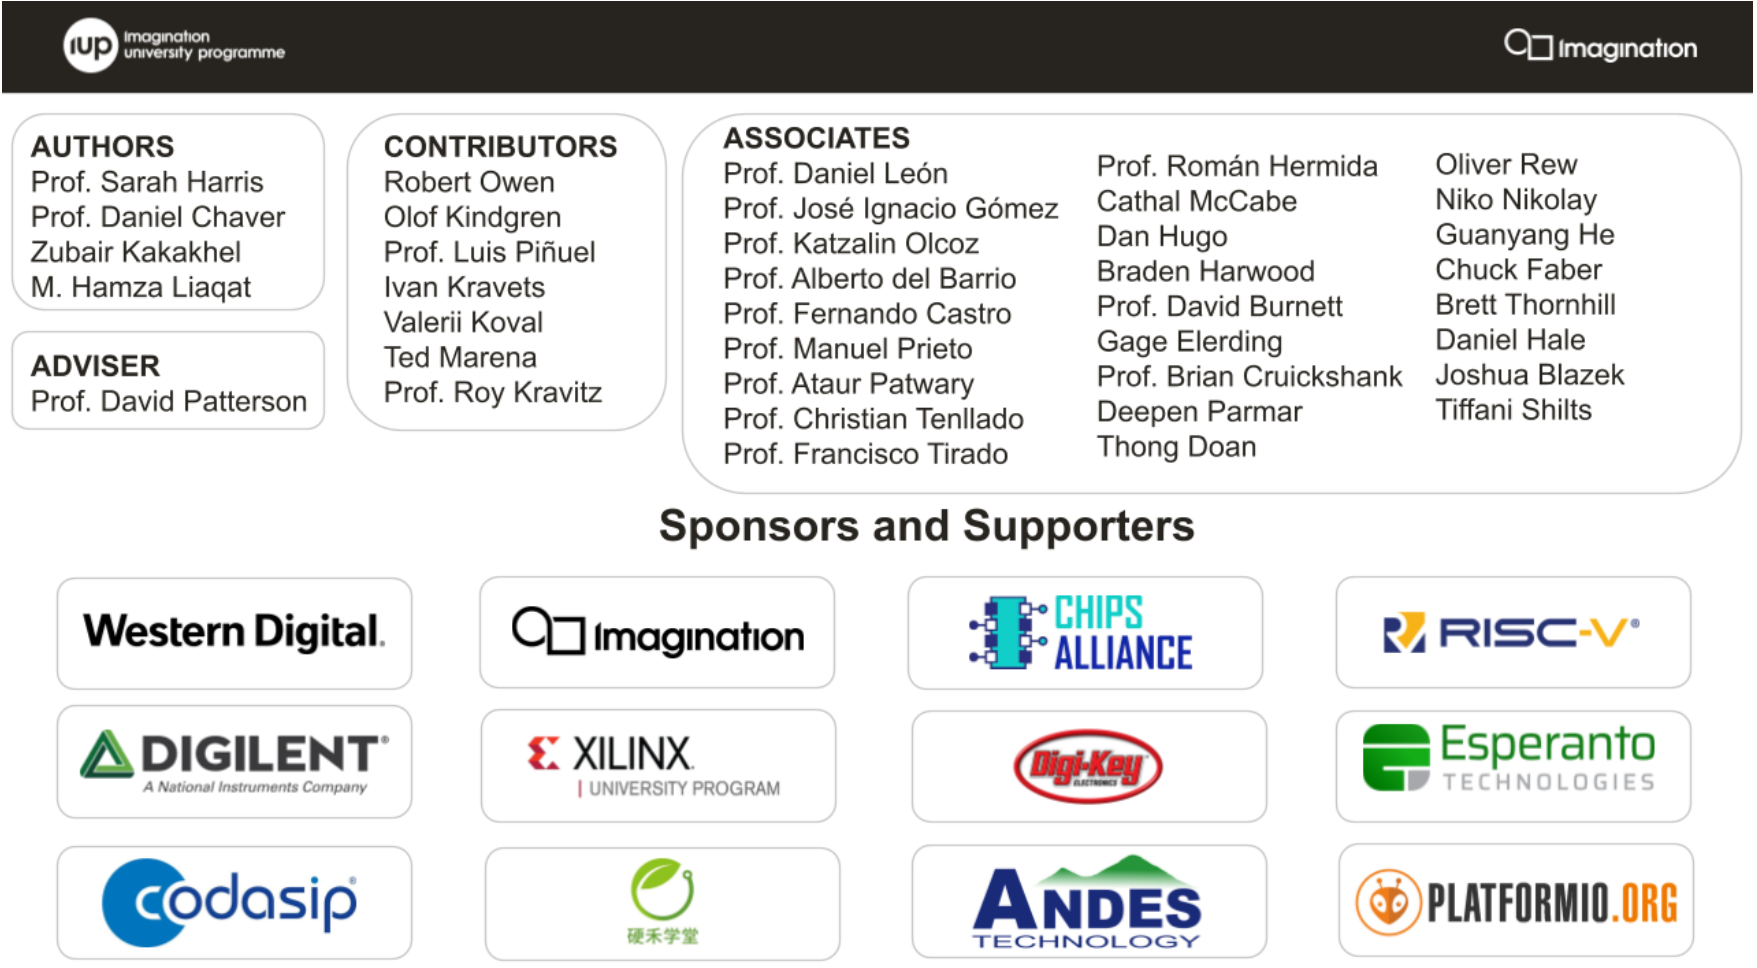 iup Imagination
university programme
Imagination
AUTHORS
Prof. Sarah Harris
Prof. Daniel Chaver
Zubair Kakakhel
M. Hamza Liaqat
ADVISER
Prof. David Patterson
CONTRIBUTORS
Robert Owen
Olof Kindgren
Prof. Luis Piñuel
Ivan Kravets
Valerii Koval
Ted Marena
Prof. Roy Kravitz
ASSOCIATES
Prof. Daniel León
Prof. José Ignacio Gómez
Prof. Katzalin Olcoz
Prof. Alberto del Barrio
Prof. Fernando Castro
Prof. Manuel Prieto
Prof. Ataur Patwary
Prof. Christian Tenllado
Prof. Francisco Tirado
Prof. Román Hermida
Cathal McCabe
Dan Hugo
Braden Harwood
Prof. David Burnett
Gage Elerding
Prof. Brian Cruickshank
Deepen Parmar
Thong Doan
Oliver Rew
Niko Nikolay
Guanyang He
Chuck Faber
Brett Thornhill
Daniel Hale
Joshua Blazek
Tiffani Shilts
Sponsors and Supporters
Western Digital.
Imagination
CHIPS
ALLIANCE
RISC-V®
DIGILENT®
A National Instruments Company
XILINX.
UNIVERSITY PROGRAM
Digi-Key
ELECTRONICS
Esperanto
TECHNOLOGIES
codasip®
硬禾学堂
ANDES
TECHNOLOGY
PLATFORMIO.ORG